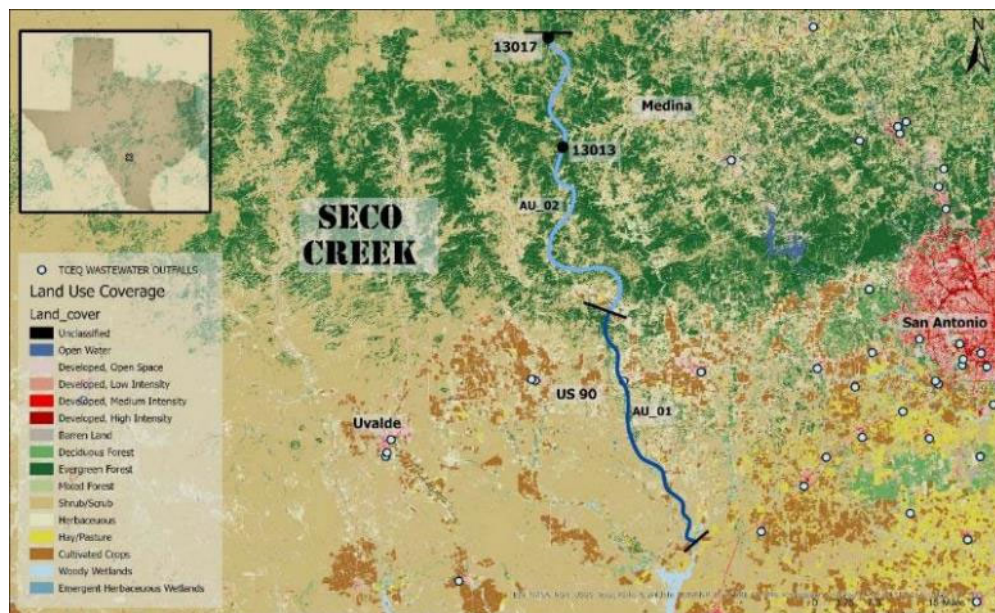 N
13017
Medina
13013
AU_02
SECO
CREEK
TCEQ WASTEWATER OUTFALLS
Land Use Coverage
Land_cover
Unclassified
Open Water
Developed, Open Space
Developed, Low Intensity
Developed, Medium Intensity
Developed, High Intensity
Barren Land
Deciduous Forest
Evergreen Forest
Mixed Forest
Shrub/Scrub
Herbaceuous
Hay/Pasture
Cultivated Crops
Woody Wetlands
Emergent Herbaceuous Wetlands
San Antonio
US 90
AU_01
Uvalde